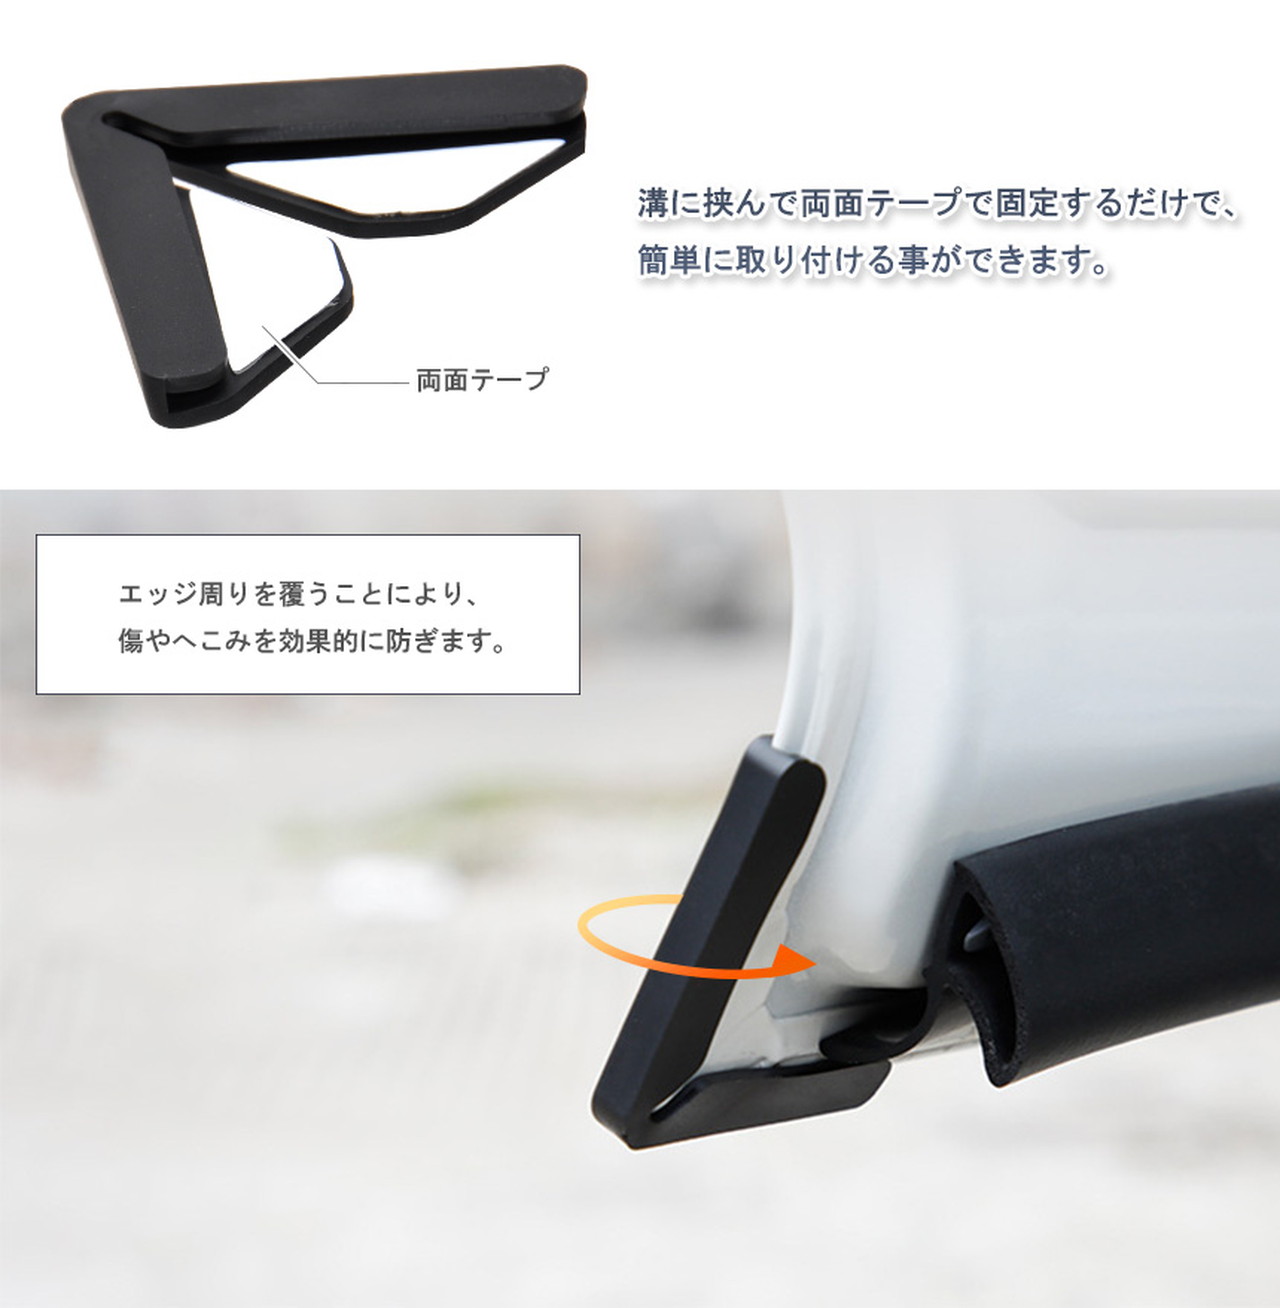 溝に挟んで両面テープで固定するだけで、
簡単に取り付ける事ができます。
両面テープ
エッジ周りを覆うことにより、
傷やへこみを効果的に防ぎます。